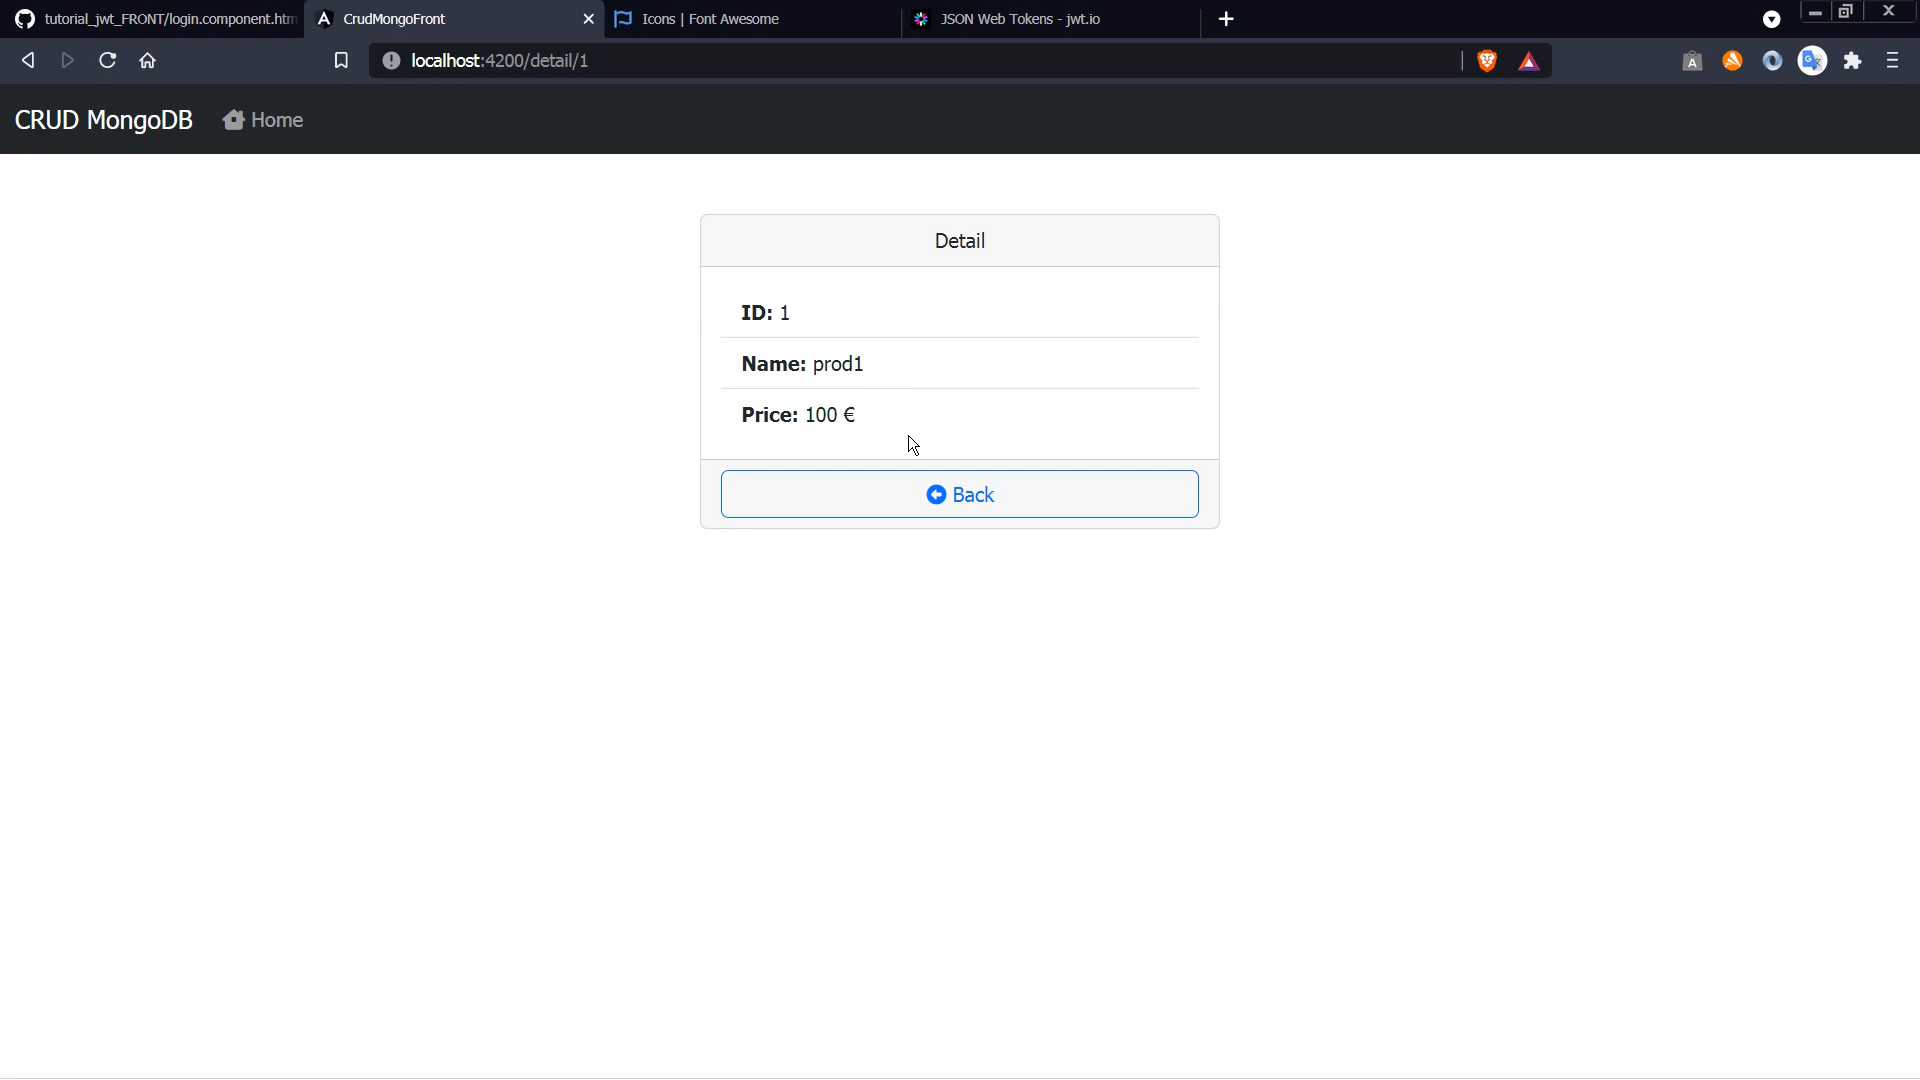 tutorial_jwt_FRONT/login.component.htm
CrudMongoFront
Icons | Font Awesome
JSON Web Tokens - jwt.io
localhost:4200/detail/1
CRUD MongoDB
Home
Detail
ID: 1
Name: prod1
Price: 100 €
Back